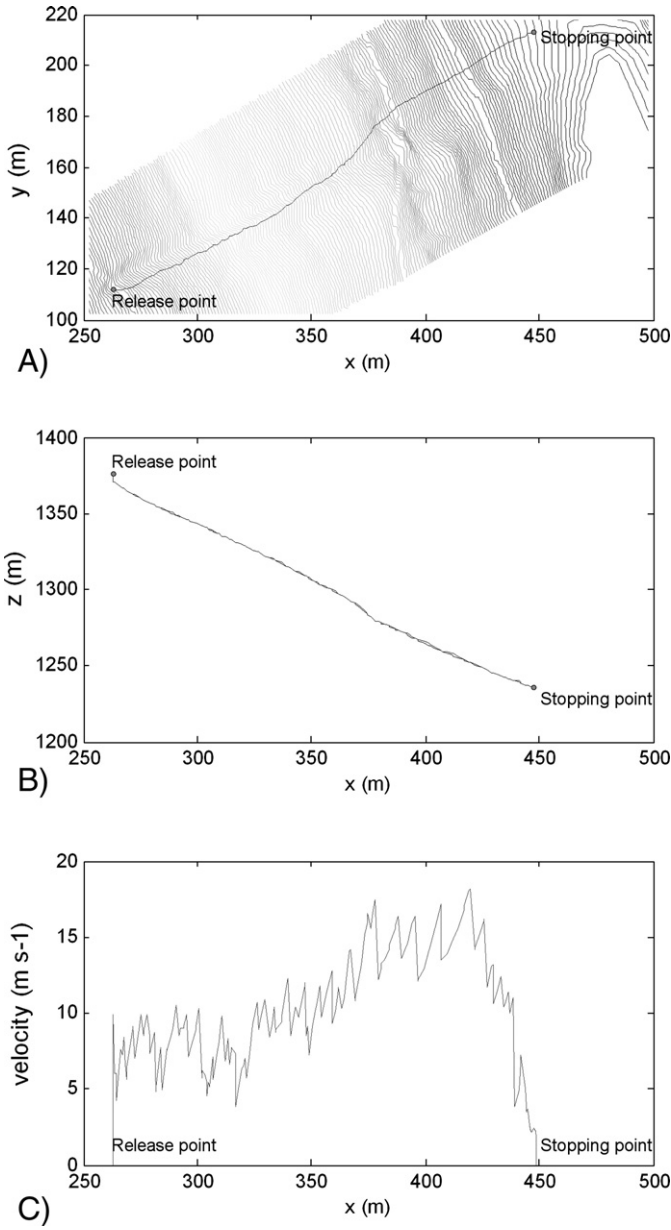 220
200
180
160
140
120
100
y (m)
Stopping point
Release point
250
300
350
400
450
500
x (m)
A)
1400
1350
1300
1250
1200
z (m)
Release point
Stopping point
250
300
350
400
450
500
x (m)
B)
20
15
10
5
0
velocity (m s-1)
Release point
Stopping point
250
300
350
400
450
500
x (m)
C)